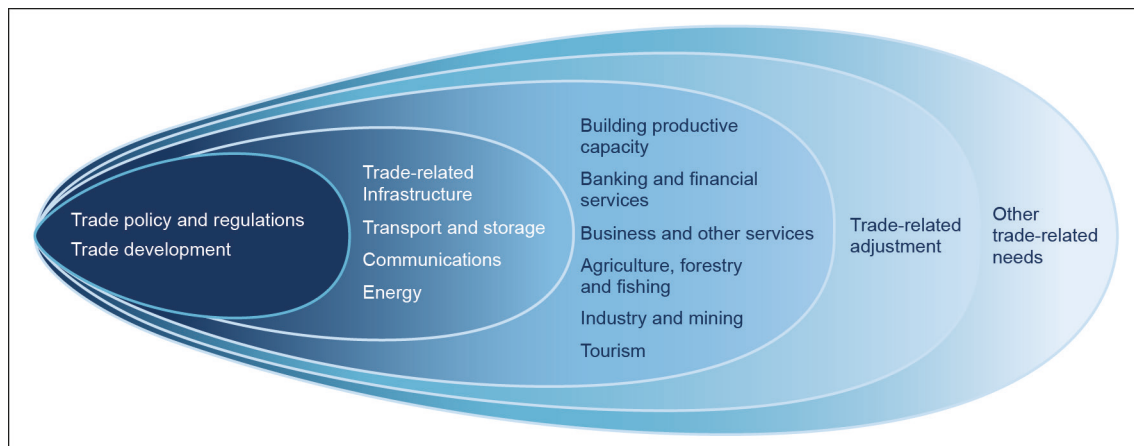 Trade policy and regulations
Trade development
Trade-related
Infrastructure
Transport and storage
Communications
Energy
Building productive
capacity
Banking and financial
services
Business and other services
Agriculture, forestry
and fishing
Industry and mining
Tourism
Trade-related
adjustment
Other
trade-related
needs